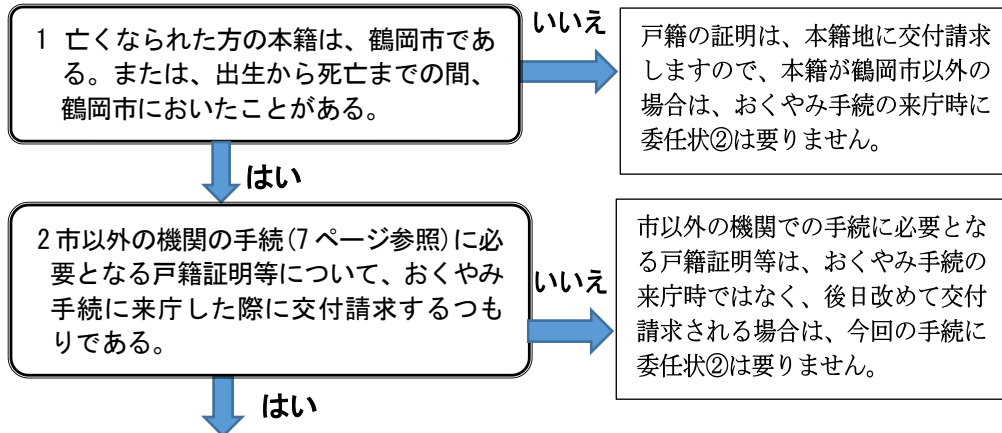 1 亡くなられた方の本籍は、鶴岡市であ
る。または、出生から死亡までの間、
鶴岡市においたことがある。
いいえ
戸籍の証明は、本籍地に交付請求
しますので、本籍が鶴岡市以外の
場合は、おくやみ手続の来庁時に
委任状②は要りません。
はい
2 市以外の機関の手続(7 ページ参照)に必
要となる戸籍証明等について、おくやみ
手続に来庁した際に交付請求するつも
りである。
いいえ
市以外の機関での手続に必要とな
る戸籍証明等は、おくやみ手続の
来庁時ではなく、後日改めて交付
請求される場合は、今回の手続に
委任状②は要りません。
はい